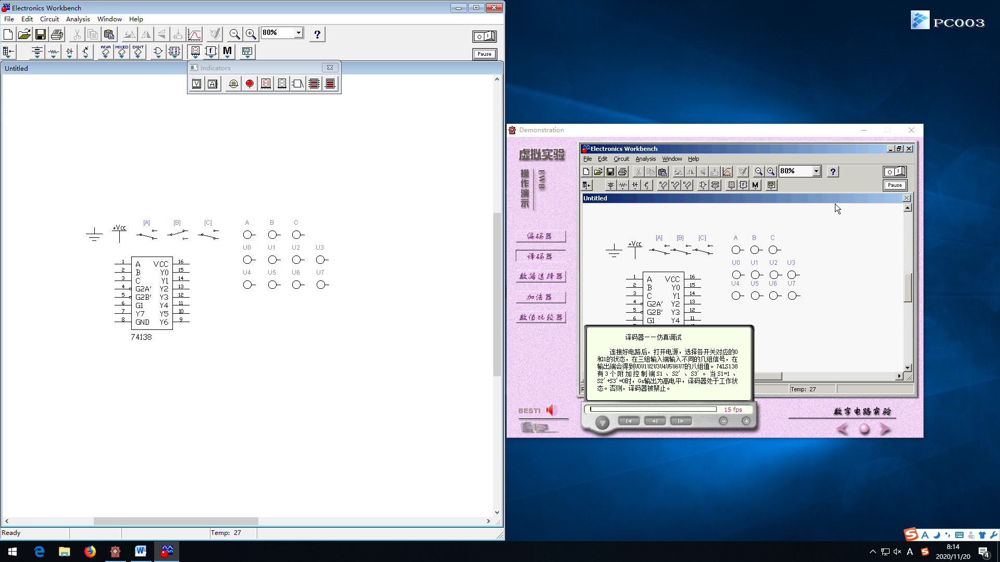 Electronics Workbench
File Edit Circuit Analysis Window Help
80%
?
ANA MIXED DIGIT
M
Pause
Untitled
Indicators
V A
[A] [B] [C] A B C
+Vcc
U0 U1 U2 U3
U4 U5 U6 U7
1 A VCC 16
2 B Y0 15
3 C Y1 14
4 G2A' Y2 13
5 G2B' Y3 12
6 G1 Y4 11
7 Y7 Y5 10
8 GND Y6 9
74138
Ready
Temp: 27
PC003
Demonstration
虚拟实验
操作演示
EWB
编码器
译码器
数据选择器
加法器
数值比较器
BESTI
Electronics Workbench
File Edit Circuit Analysis Window Help
80%
?
M
Pause
Untitled
[A] [B] [C] A B C
+Vcc
U0 U1 U2 U3
U4 U5 U6 U7
1 A VCC 16
2 B Y0 15
3 C Y1 14
4 G2A' Y2 13
5 G2B' Y3 12
6 G1 Y4 11
Temp: 27
译码器——仿真调试
连接好电路后，打开电源，选择各开关对应的0
和1的状态，在三组输入端输入不同的几组信号，在
输出端会得到U0U1U2U3U4U5U6U7的八组值。74LS138
有3个附加控制端S1、S2'、S3'。当S1=1、
S2'+S3'=0时，Gs输出为高电平，译码器处于工作状
态。否则，译码器被禁止。
15 fps
数字电路实验
8:14
2020/11/20
4